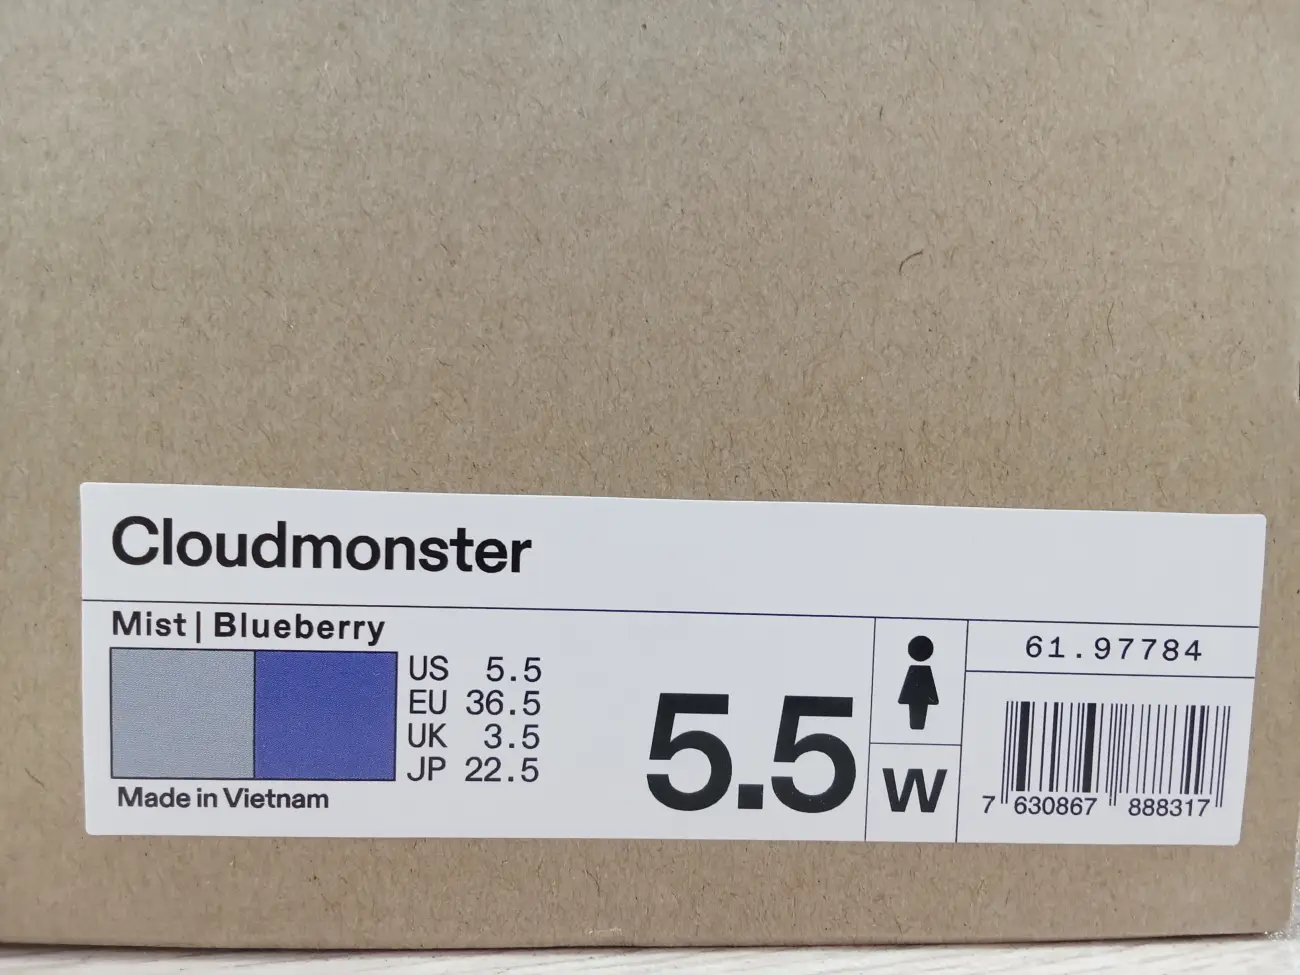 Cloudmonster
Mist | Blueberry
US 5.5
EU 36.5
UK 3.5
JP 22.5
Made in Vietnam
5.5
W
61.97784
7 630867 888317